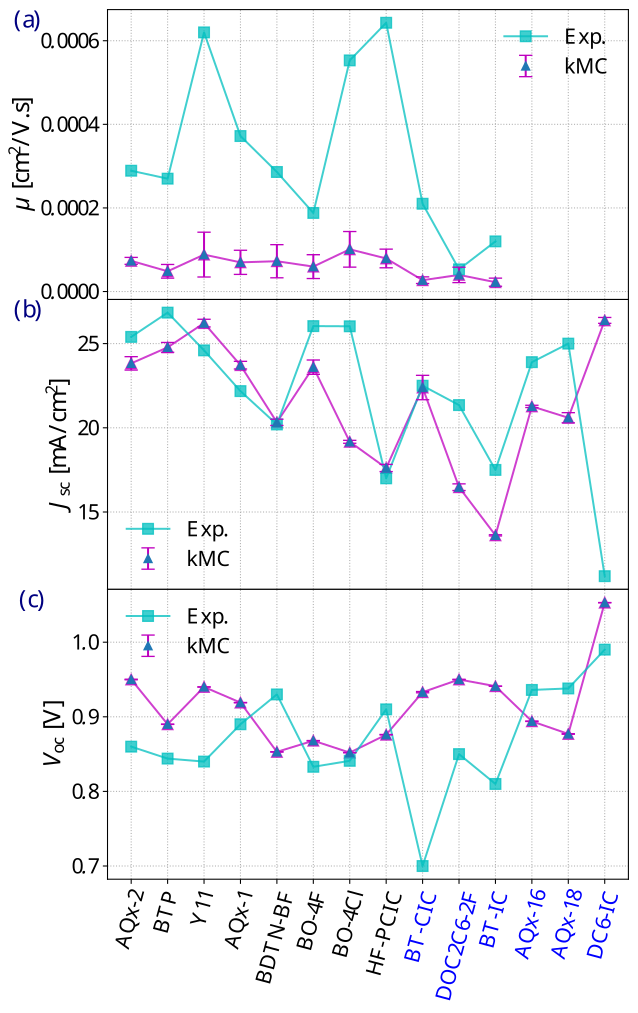 (a)
0.0006
0.0004
0.0002
0.0000
μ [cm²/V.s]
Exp.
kMC
(b)
25
20
15
J sc [mA/cm²]
Exp.
kMC
(c)
1.0
0.9
0.8
0.7
Voc [V]
Exp.
kMC
AQx-2
BTP
Y11
AQx-1
BDTN-BF
BO-4F
BO-4Cl
HF-PCIC
BT-CIC
DOC2C6-2F
BT-IC
AQx-16
AQx-18
DC6-IC